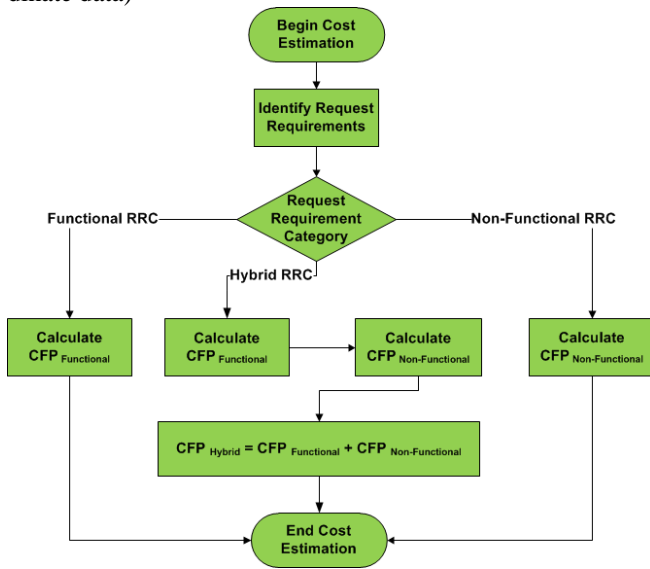 Begin Cost
Estimation
Identify Request
Requirements
Request
Requirement
Category
Functional RRC
Non-Functional RRC
Hybrid RRC
Calculate
CFP Functional
Calculate
CFP Functional
Calculate
CFP Non-Functional
Calculate
CFP Non-Functional
CFP Hybrid = CFP Functional + CFP Non-Functional
End Cost
Estimation